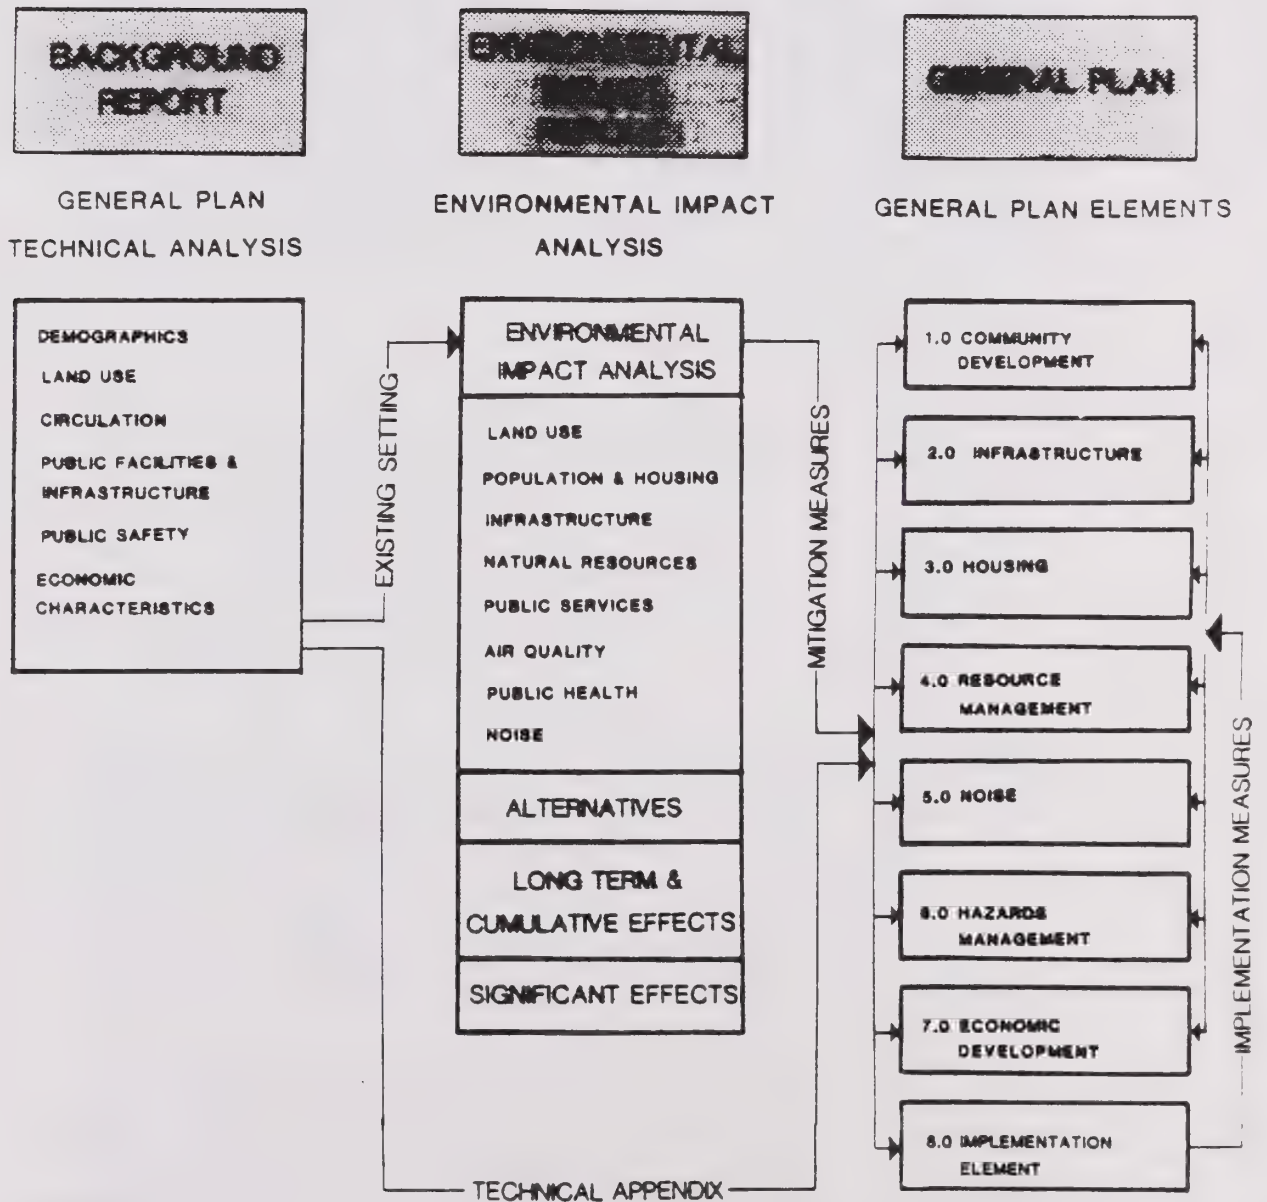 BACKGROUND
REPORT
GENERAL PLAN
TECHNICAL ANALYSIS
DEMOGRAPHICS
LAND USE
CIRCULATION
PUBLIC FACILITIES &
INFRASTRUCTURE
PUBLIC SAFETY
ECONOMIC
CHARACTERISTICS
EXISTING SETTING
ENVIRONMENTAL
IMPACT
REPORT
ENVIRONMENTAL IMPACT
ANALYSIS
ENVIRONMENTAL
IMPACT ANALYSIS
LAND USE
POPULATION & HOUSING
INFRASTRUCTURE
NATURAL RESOURCES
PUBLIC SERVICES
AIR QUALITY
PUBLIC HEALTH
NOISE
ALTERNATIVES
LONG TERM &
CUMULATIVE EFFECTS
SIGNIFICANT EFFECTS
MITIGATION MEASURES
TECHNICAL APPENDIX
GENERAL PLAN
GENERAL PLAN ELEMENTS
1.0 COMMUNITY
DEVELOPMENT
2.0 INFRASTRUCTURE
3.0 HOUSING
4.0 RESOURCE
MANAGEMENT
5.0 NOISE
6.0 HAZARDS
MANAGEMENT
7.0 ECONOMIC
DEVELOPMENT
8.0 IMPLEMENTATION
ELEMENT
IMPLEMENTATION MEASURES